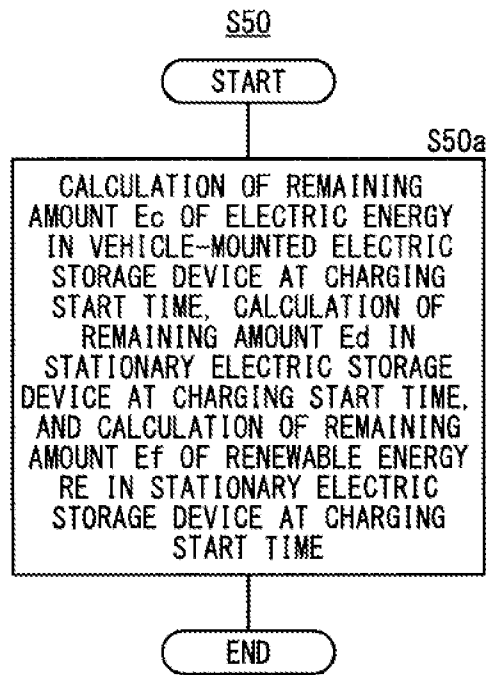 S50
START
S50a
CALCULATION OF REMAINING
AMOUNT Ec OF ELECTRIC ENERGY
IN VEHICLE-MOUNTED ELECTRIC
STORAGE DEVICE AT CHARGING
START TIME, CALCULATION OF
REMAINING AMOUNT Ed IN
STATIONARY ELECTRIC STORAGE
DEVICE AT CHARGING START TIME,
AND CALCULATION OF REMAINING
AMOUNT Ef OF RENEWABLE ENERGY
RE IN STATIONARY ELECTRIC
STORAGE DEVICE AT CHARGING
START TIME
END